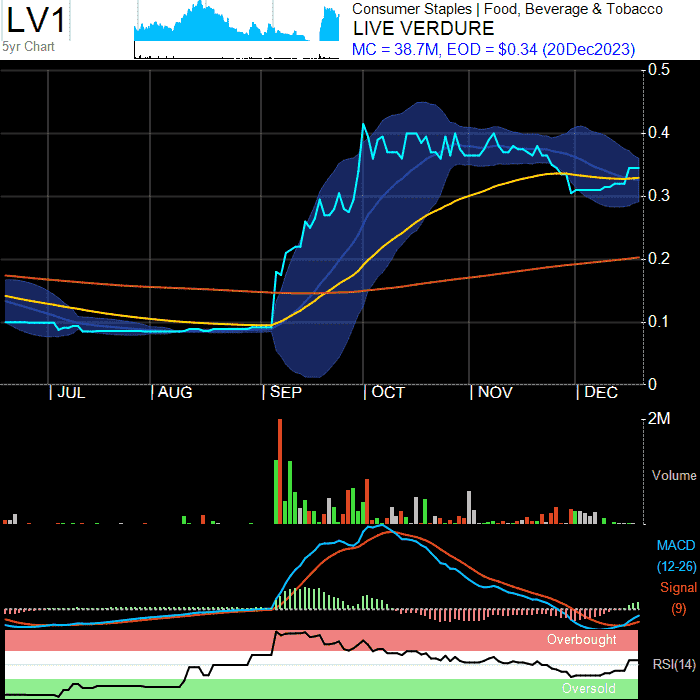 LV1
5yr Chart
Consumer Staples | Food, Beverage & Tobacco
LIVE VERDURE
MC = 38.7M, EOD = $0.34 (20Dec2023)
0.5
0.4
0.3
0.2
0.1
0
| JUL | AUG | SEP | OCT | NOV | DEC
2M
Volume
MACD
(12-26)
Signal
(9)
Overbought
RSI(14)
Oversold